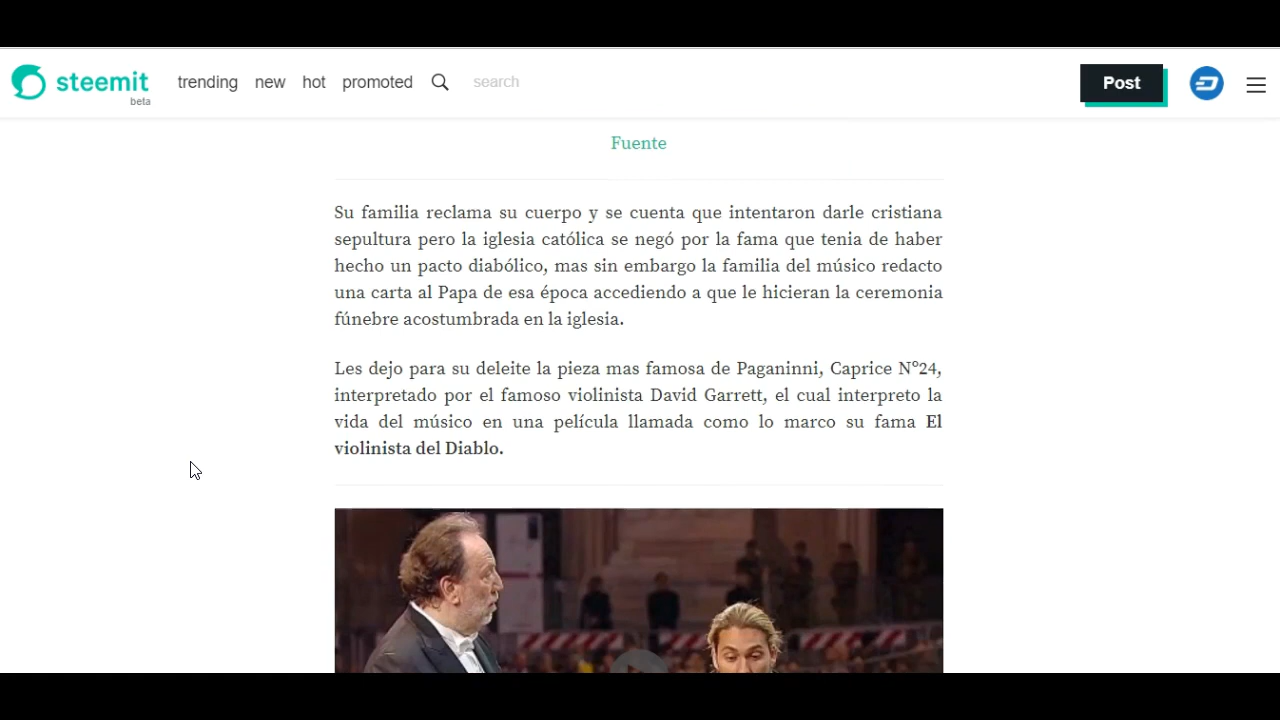 steemit
beta
trending new hot promoted search
Post
Fuente
Su familia reclama su cuerpo y se cuenta que intentaron darle cristiana
sepultura pero la iglesia católica se negó por la fama que tenia de haber
hecho un pacto diabólico, mas sin embargo la familia del músico redacto
una carta al Papa de esa época accediendo a que le hicieran la ceremonia
fúnebre acostumbrada en la iglesia.
Les dejo para su deleite la pieza mas famosa de Paganinni, Caprice N°24,
interpretado por el famoso violinista David Garrett, el cual interpreto la
vida del músico en una película llamada como lo marco su fama El
violinista del Diablo.